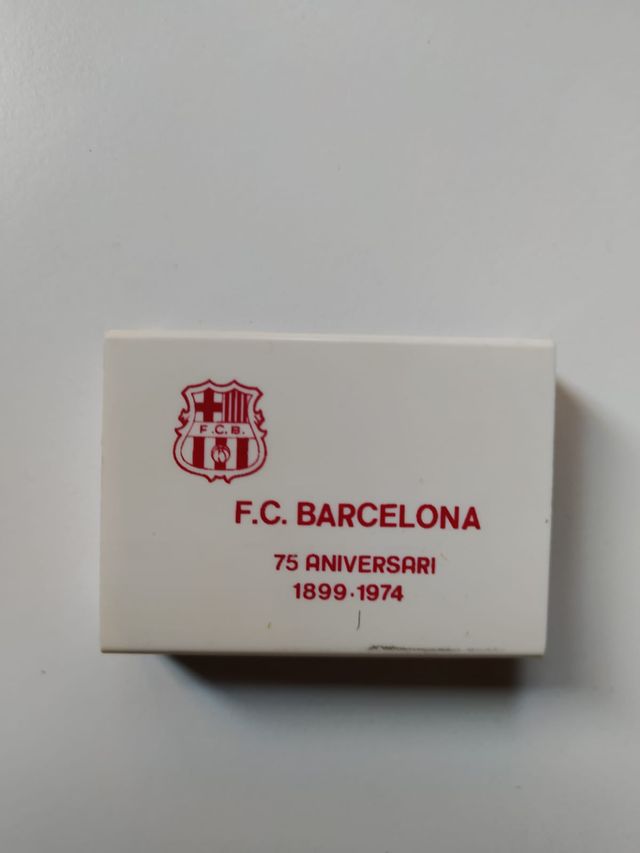 F.C.B.
F.C. BARCELONA
75 ANIVERSARI
1899·1974